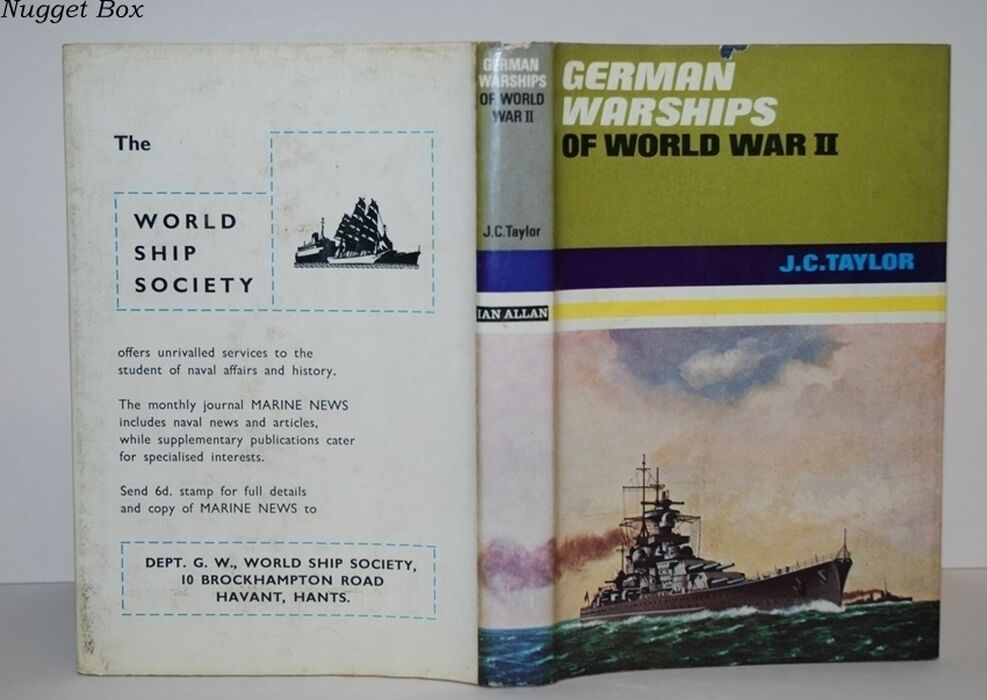 Nugget Box
The
WORLD
SHIP
SOCIETY
offers unrivalled services to the
student of naval affairs and history.
The monthly journal MARINE NEWS
includes naval news and articles,
while supplementary publications cater
for specialised interests.
Send 6d. stamp for full details
and copy of MARINE NEWS to
DEPT. G. W., WORLD SHIP SOCIETY,
10 BROCKHAMPTON ROAD
HAVANT, HANTS.
GERMAN
WARSHIPS
OF WORLD
WAR II
J.C.Taylor
IAN ALLAN
GERMAN
WARSHIPS
OF WORLD WAR II
J.C.TAYLOR